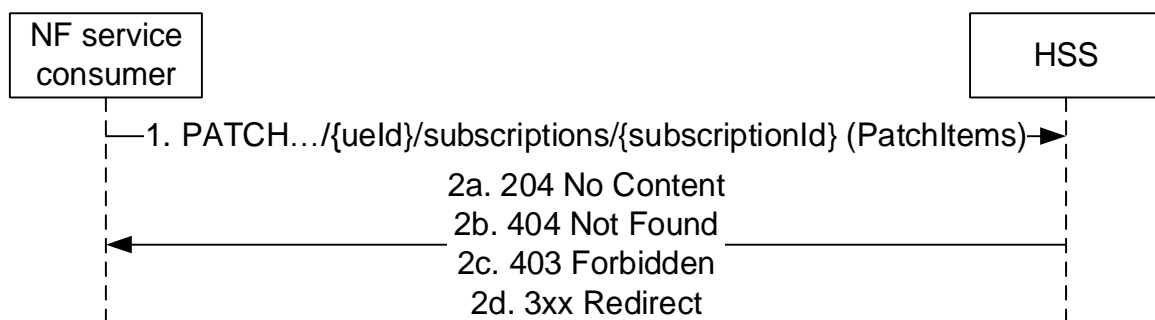 NF service
consumer
HSS
1. PATCH…/{ueId}/subscriptions/{subscriptionId} (PatchItems)
2a. 204 No Content
2b. 404 Not Found
2c. 403 Forbidden
2d. 3xx Redirect